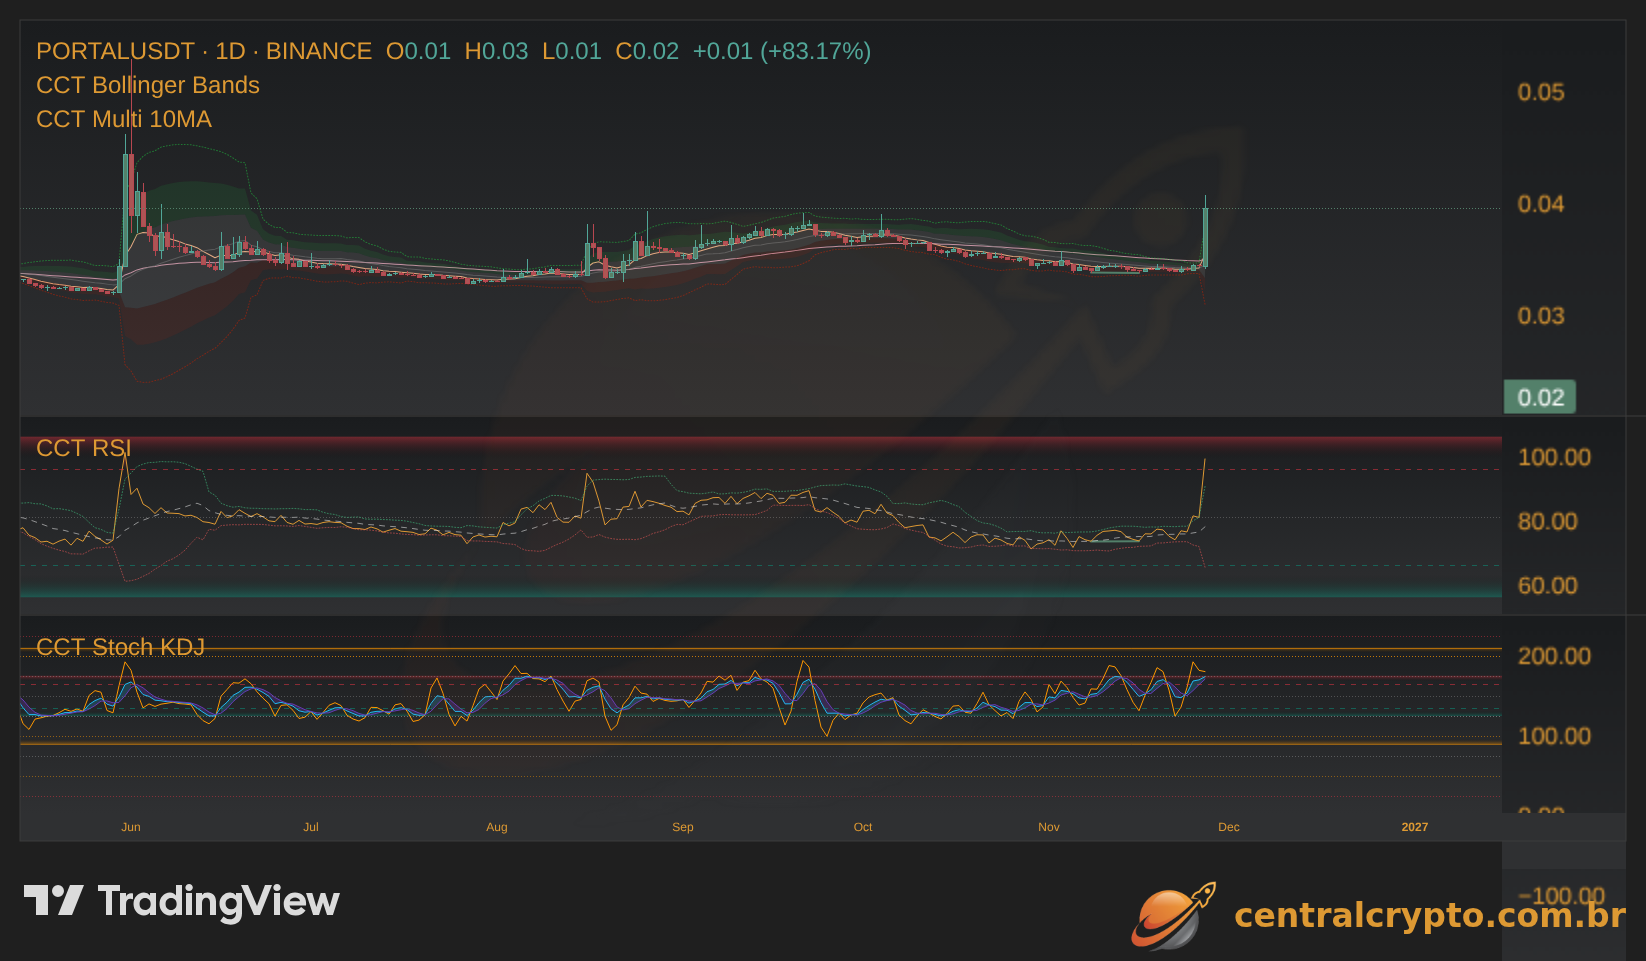 PORTALUSDT · 1D · BINANCE O0.01 H0.03 L0.01 C0.02 +0.01 (+83.17%)
CCT Bollinger Bands
CCT Multi 10MA
0.05
0.04
0.03
0.02
CCT RSI
100.00
80.00
60.00
CCT Stoch KDJ
200.00
100.00
0.00
Jun Jul Aug Sep Oct Nov Dec 2027
−100.00
TradingView
centralcrypto.com.br